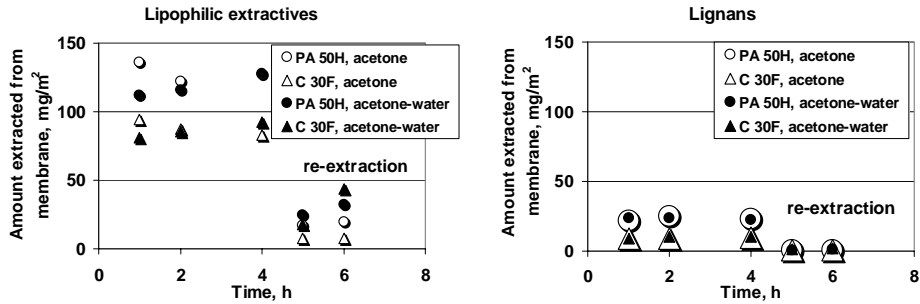 Lipophilic extractives
Amount extracted from
membrane, mg/m²
150
100
50
0
0
2
4
6
8
Time, h
PA 50H, acetone
C 30F, acetone
PA 50H, acetone-water
C 30F, acetone-water
re-extraction
Lignans
Amount extracted from
membrane, mg/m²
150
100
50
0
0
2
4
6
8
Time, h
PA 50H, acetone
C 30F, acetone
PA 50H, acetone-water
C 30F, acetone-water
re-extraction